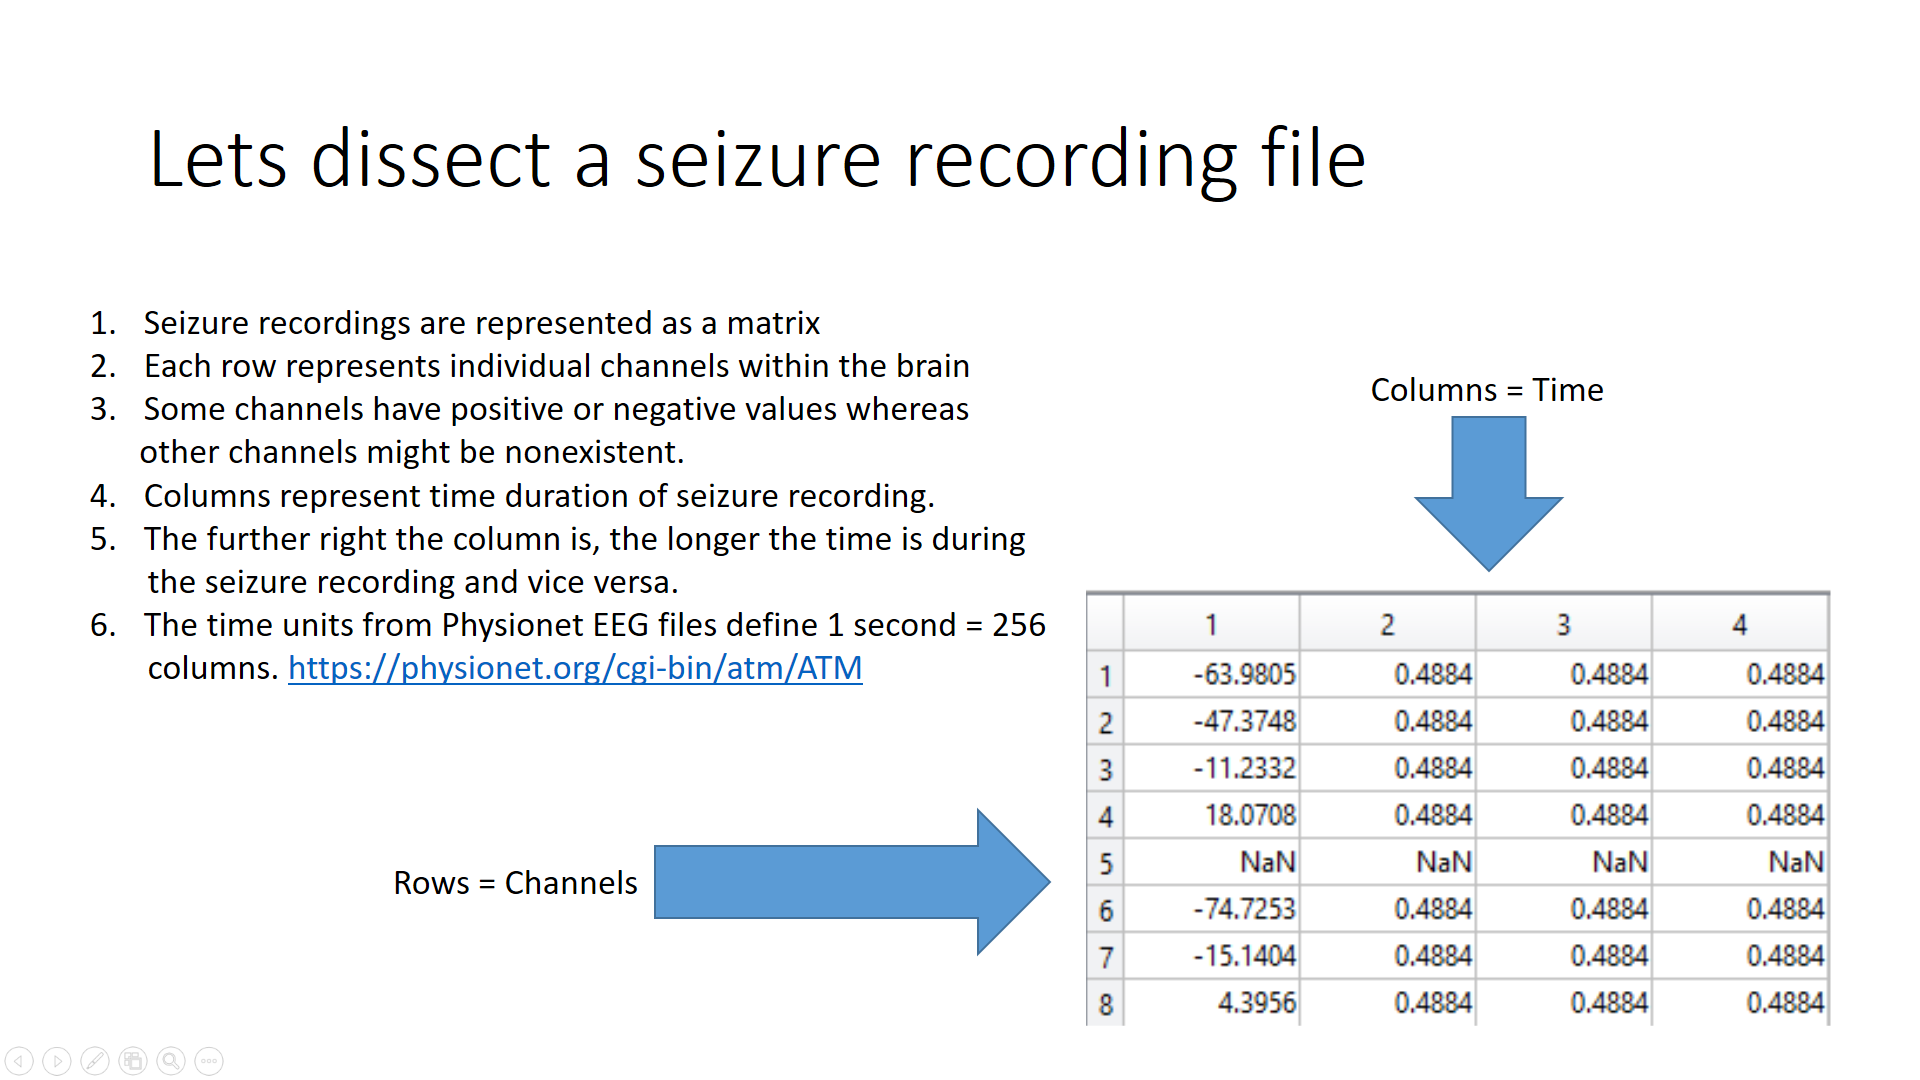 Lets dissect a seizure recording file
1. Seizure recordings are represented as a matrix
2. Each row represents individual channels within the brain
3. Some channels have positive or negative values whereas
other channels might be nonexistent.
4. Columns represent time duration of seizure recording.
5. The further right the column is, the longer the time is during
the seizure recording and vice versa.
6. The time units from Physionet EEG files define 1 second = 256
columns. https://physionet.org/cgi-bin/atm/ATM
Columns = Time
Rows = Channels
1 2 3 4
1 -63.9805 0.4884 0.4884 0.4884
2 -47.3748 0.4884 0.4884 0.4884
3 -11.2332 0.4884 0.4884 0.4884
4 18.0708 0.4884 0.4884 0.4884
5 NaN NaN NaN NaN
6 -74.7253 0.4884 0.4884 0.4884
7 -15.1404 0.4884 0.4884 0.4884
8 4.3956 0.4884 0.4884 0.4884